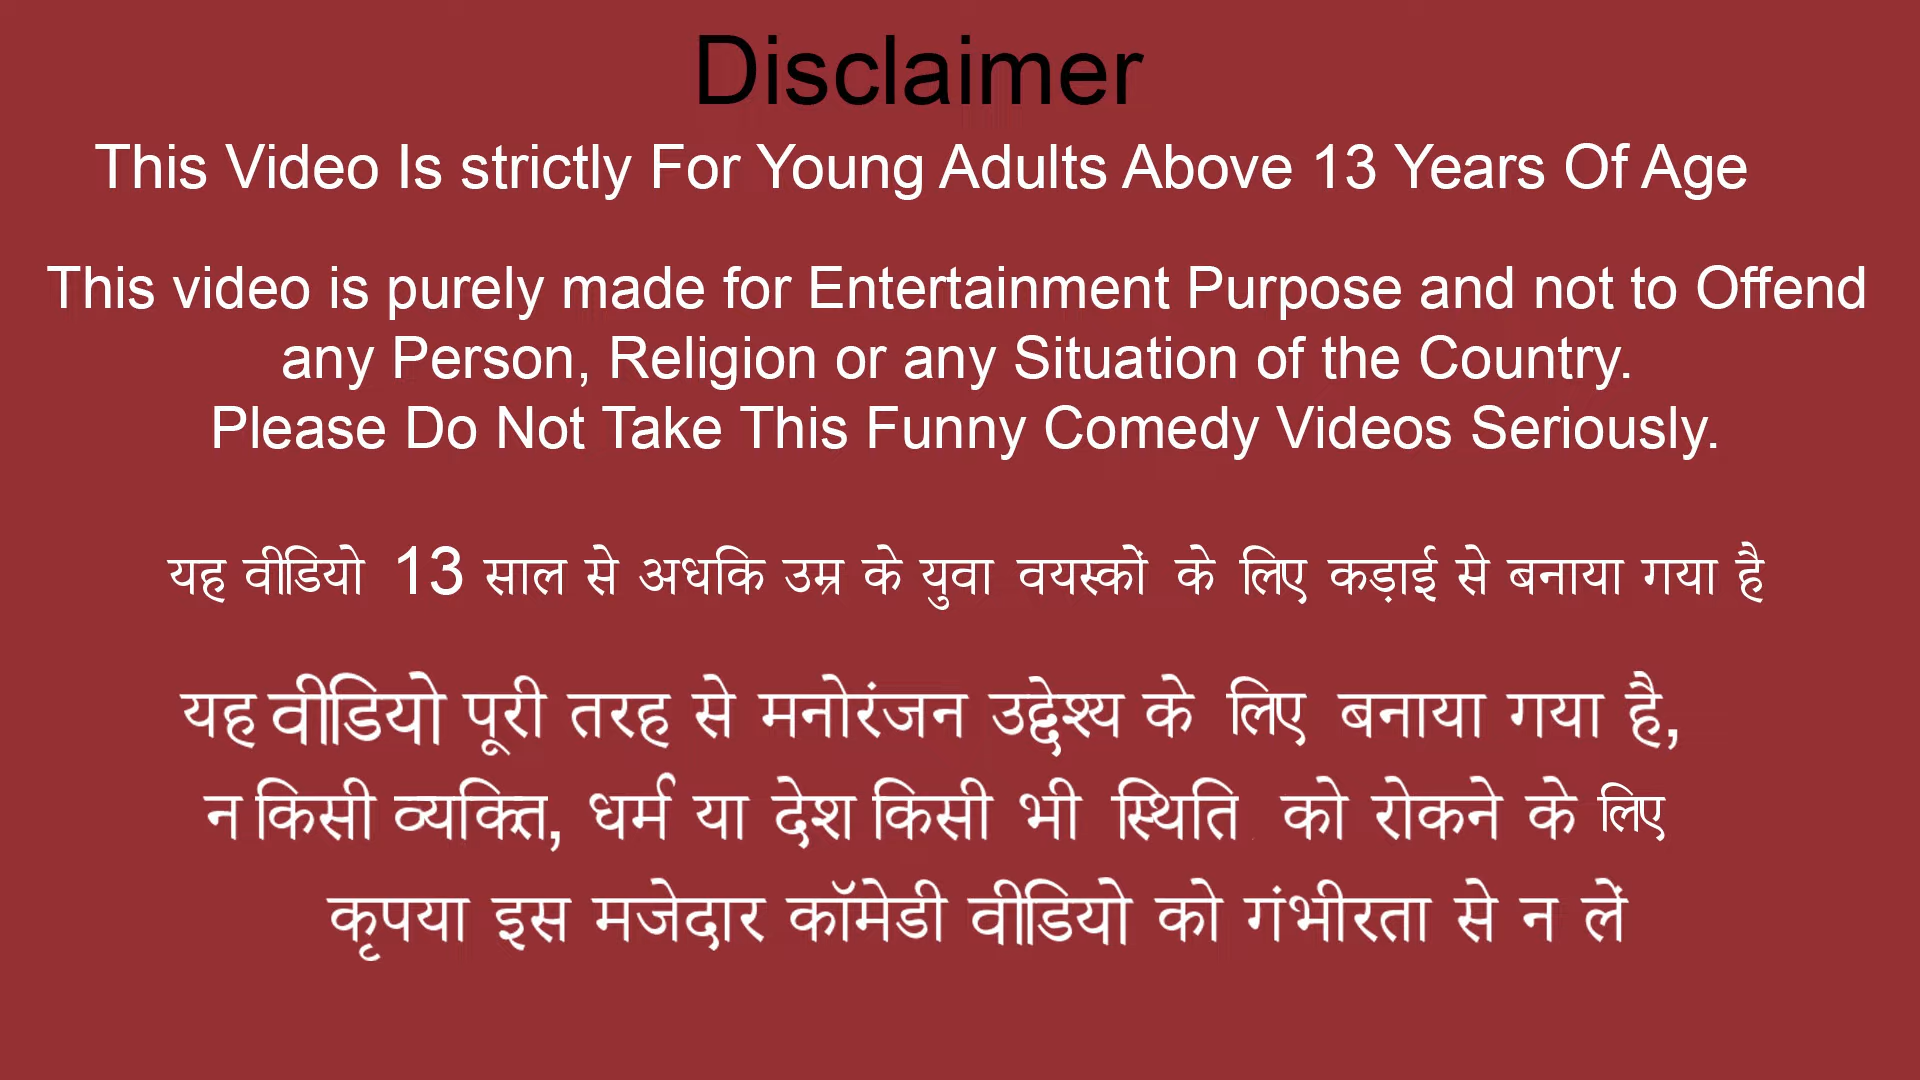 Disclaimer
This Video Is strictly For Young Adults Above 13 Years Of Age
This video is purely made for Entertainment Purpose and not to Offend
any Person, Religion or any Situation of the Country.
Please Do Not Take This Funny Comedy Videos Seriously.
यह वीडियो 13 साल से अधकि उम्र के युवा वयस्कों के लिए कड़ाई से बनाया गया है
यह वीडियो पूरी तरह से मनोरंजन उद्देश्य के लिए बनाया गया है,
न किसी व्यक्ति, धर्म या देश किसी भी स्थिति को रोकने के लिए
कृपया इस मजेदार कॉमेडी वीडियो को गंभीरता से न लें